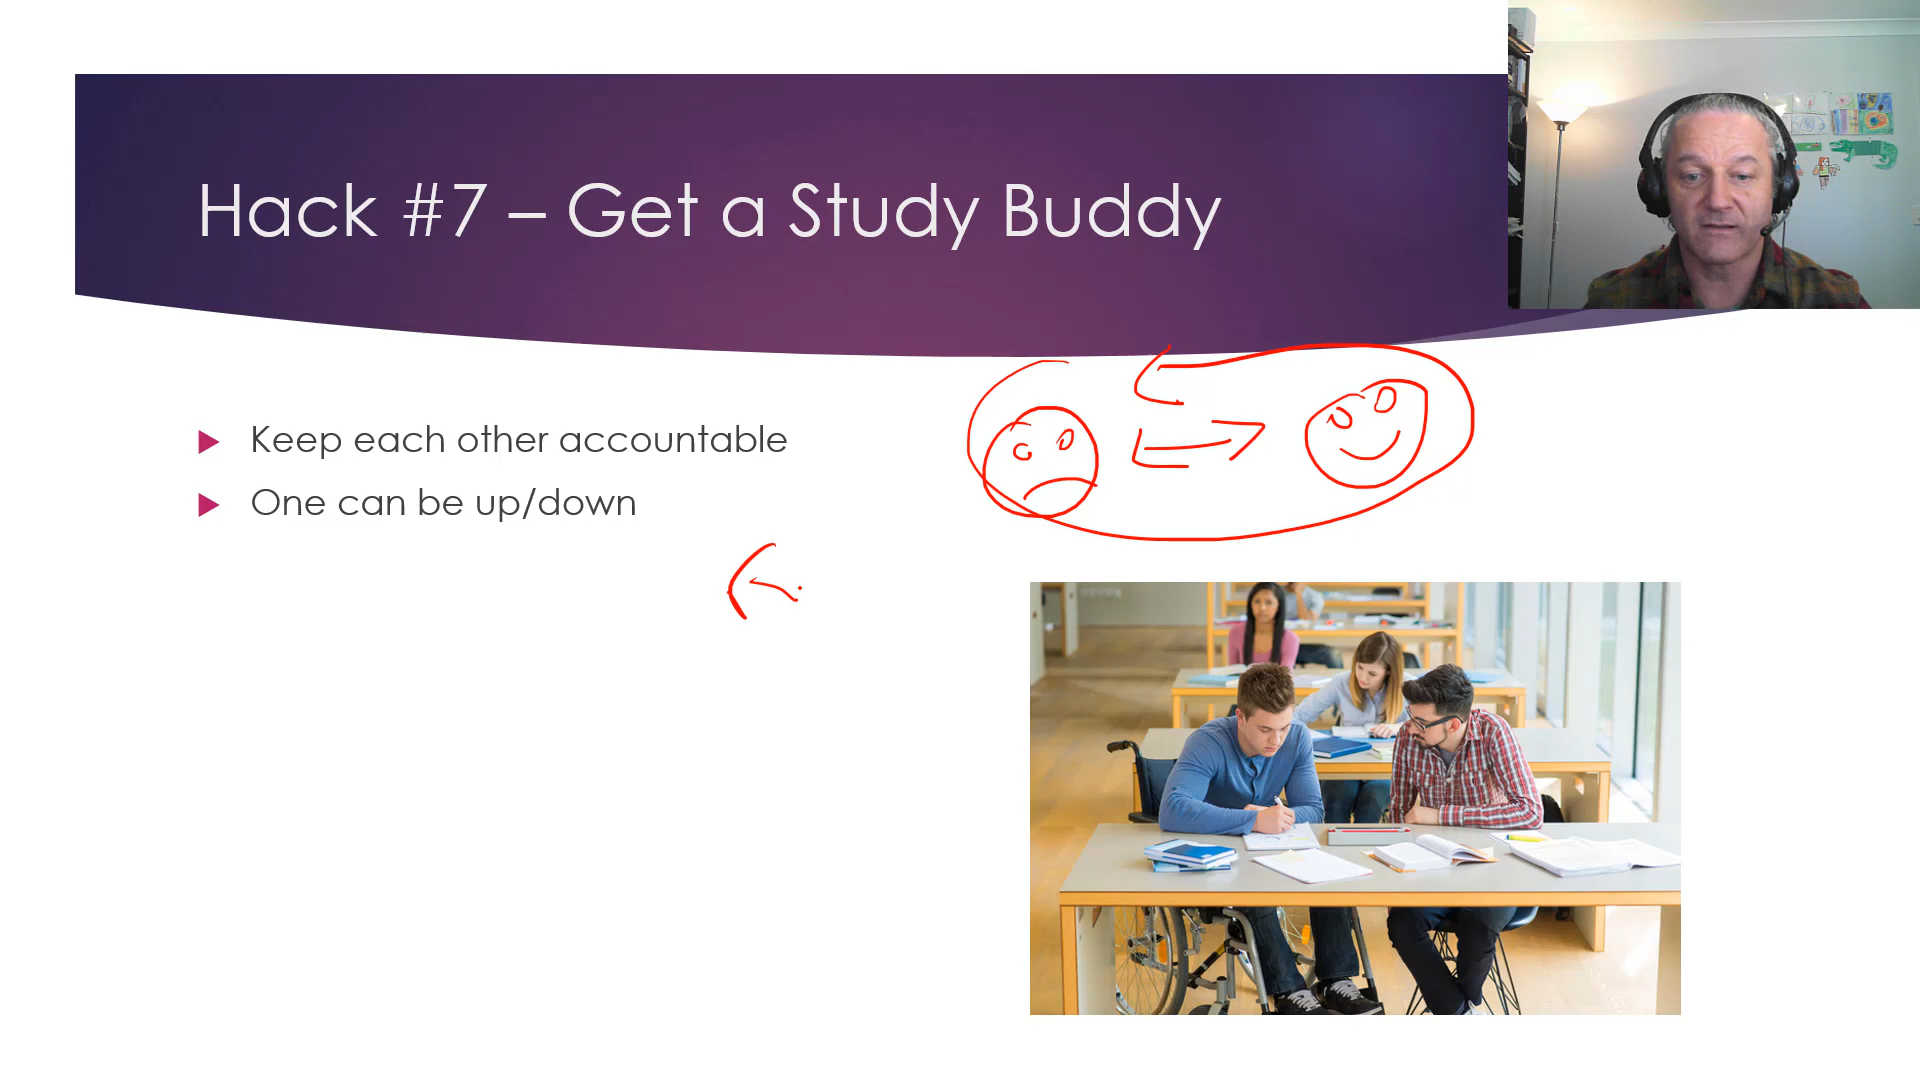 Hack #7 – Get a Study Buddy
Keep each other accountable
One can be up/down